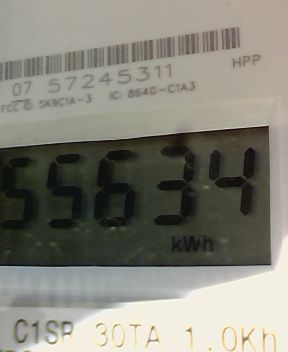 07 57245311 HPP
FCC ID: SK9C1A-3 IC: 864G-C1A3
55634
kWh
C1SR 30TA 1.0Kh